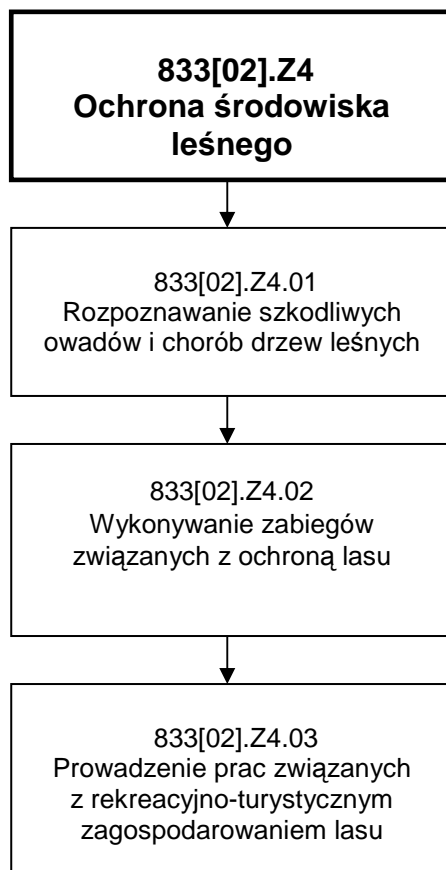 833[02].Z4
Ochrona środowiska
leśnego
833[02].Z4.01
Rozpoznawanie szkodliwych
owadów i chorób drzew leśnych
833[02].Z4.02
Wykonywanie zabiegów
związanych z ochroną lasu
833[02].Z4.03
Prowadzenie prac związanych
z rekreacyjno-turystycznym
zagospodarowaniem lasu